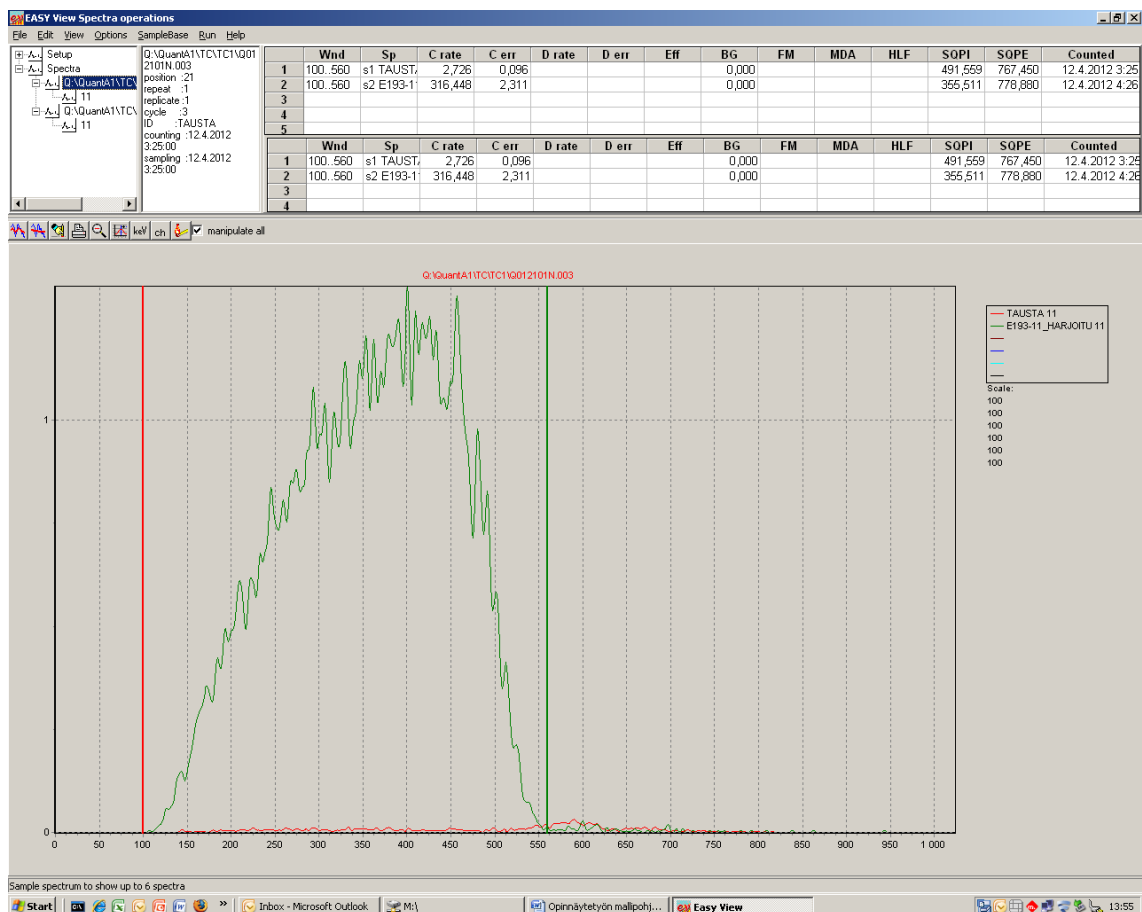 EASY View Spectra operations
File Edit View Options SampleBase Run Help
Setup
Spectra
Q:\QuantA1\TC\
11
Q:\QuantA1\TC\
11
Q:\QuantA1\TC\TC1\Q01
2101N.003
position :21
repeat :1
replicate :1
cycle :3
ID :TAUSTA
counting :12.4.2012
3:25:00
sampling :12.4.2012
3:25:00
Wnd Sp C rate C err D rate D err Eff BG FM MDA HLF SQPI SQPE Counted
1 100..560 s1 TAUST 2,726 0,096 0,000 491,559 767,450 12.4.2012 3:25
2 100..560 s2 E193-1 316,448 2,311 0,000 355,511 778,880 12.4.2012 4:26
3
4
5
Wnd Sp C rate C err D rate D err Eff BG FM MDA HLF SQPI SQPE Counted
1 100..560 s1 TAUST 2,726 0,096 0,000 491,559 767,450 12.4.2012 3:25
2 100..560 s2 E193-1 316,448 2,311 0,000 355,511 778,880 12.4.2012 4:26
3
4
keV ch manipulate all
Q:\QuantA1\TC\TC1\Q012101N.003
TAUSTA 11
E193-11_HARJOITU 11
Scale:
100
100
100
100
100
100
1
0
0 50 100 150 200 250 300 350 400 450 500 550 600 650 700 750 800 850 900 950 1 000
Sample spectrum to show up to 6 spectra
Start » Inbox - Microsoft Outlook M:\ Opinnäytetyön mallipohj... Easy View 13:55